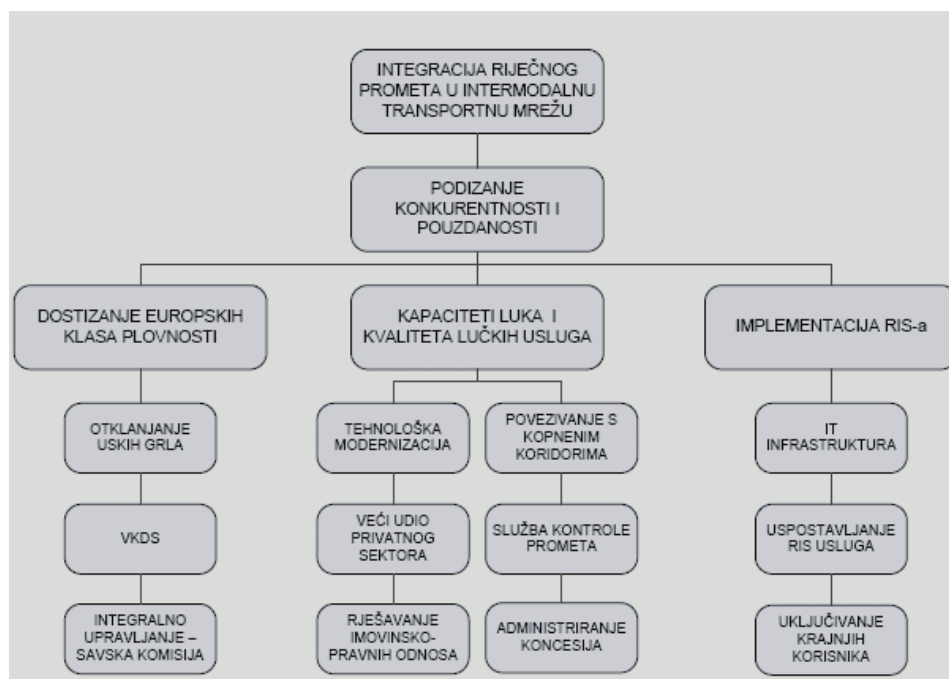 INTEGRACIJA RIJEČNOG
PROMETA U INTERMODALNU
TRANSPORTNU MREŽU
PODIZANJE
KONKURENTNOSTI I
POUZDANOSTI
DOSTIZANJE EUROPSKIH
KLASA PLOVNOSTI
KAPACITETI LUKA I
KVALITETA LUČKIH USLUGA
IMPLEMENTACIJA RIS-a
OTKLANJANJE
USKIH GRLA
TEHNOLOŠKA
MODERNIZACIJA
POVEZIVANJE S
KOPNENIM
KORIDORIMA
IT
INFRASTRUKTURA
VKDS
VEĆI UDIO
PRIVATNOG
SEKTORA
SLUŽBA KONTROLE
PROMETA
USPOSTAVLJANJE
RIS USLUGA
INTEGRALNO
UPRAVLJANJE –
SAVSKA KOMISIJA
RJEŠAVANJE
IMOVINSKO-
PRAVNIH ODNOSA
ADMINISTRIRANJE
KONCESIJA
UKLJUČIVANJE
KRAJNJIH
KORISNIKA